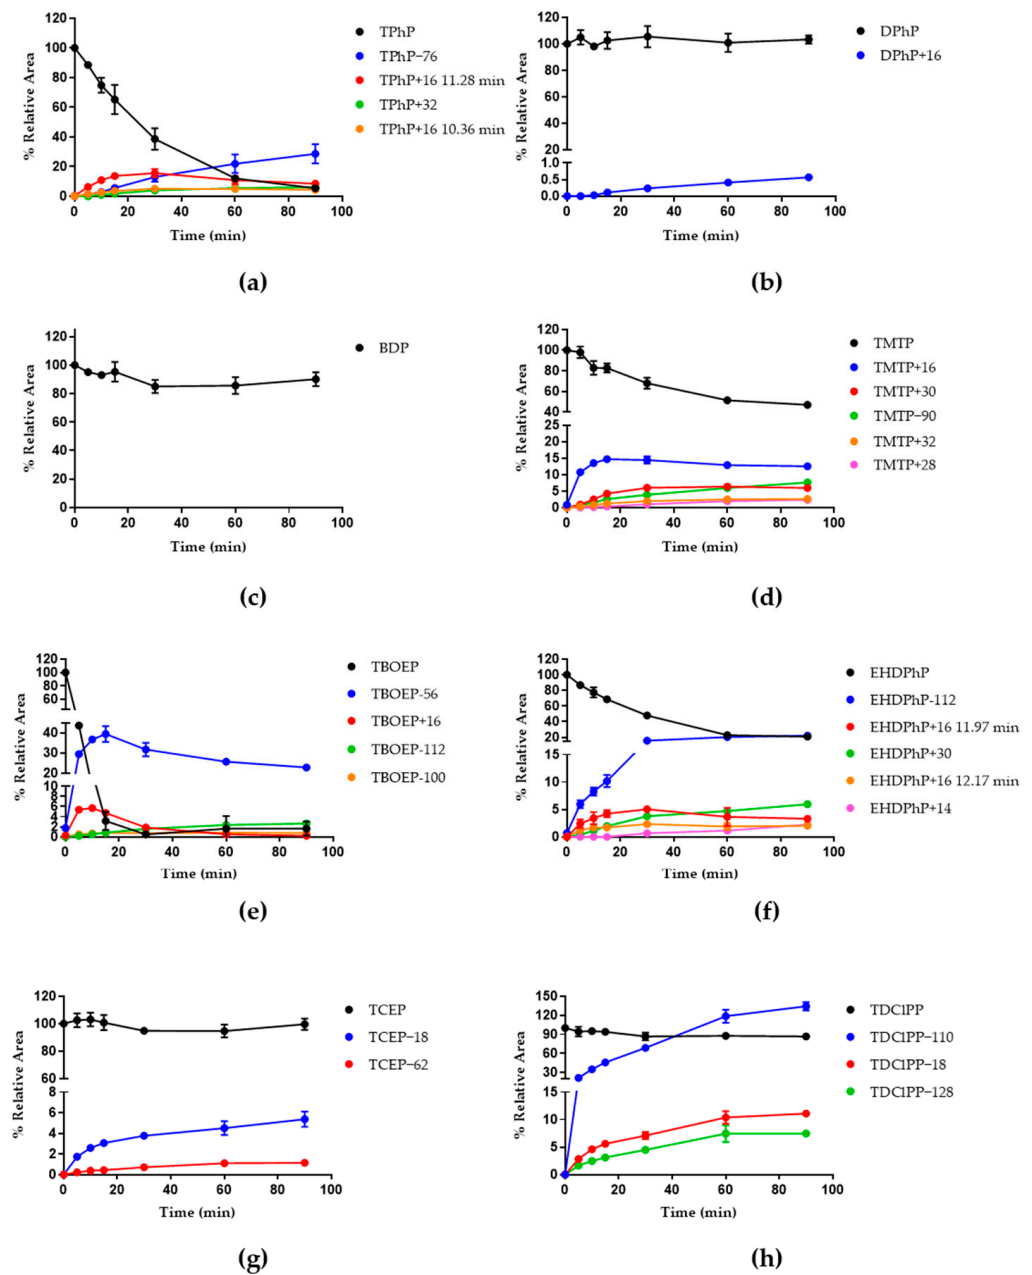 120
100
80
60
40
20
0
% Relative Area
0 20 40 60 80 100
Time (min)
TPhP
TPhP−76
TPhP+16 11.28 min
TPhP+32
TPhP+16 10.36 min
(a)
120
100
80
60
40
20
1.0
0.5
0.0
% Relative Area
0 20 40 60 80 100
Time (min)
DPhP
DPhP+16
(b)
120
100
80
60
40
20
0
% Relative Area
0 20 40 60 80 100
Time (min)
BDP
(c)
120
100
80
60
40
25
20
15
10
5
0
% Relative Area
0 20 40 60 80 100
Time (min)
TMTP
TMTP+16
TMTP+30
TMTP−90
TMTP+32
TMTP+28
(d)
120
100
80
60
40
30
20
10
8
6
4
2
0
% Relative Area
0 20 40 60 80 100
Time (min)
TBOEP
TBOEP-56
TBOEP+16
TBOEP-112
TBOEP-100
(e)
120
100
80
60
40
20
15
10
5
0
% Relative Area
0 20 40 60 80 100
Time (min)
EHDPhP
EHDPhP-112
EHDPhP+16 11.97 min
EHDPhP+30
EHDPhP+16 12.17 min
EHDPhP+14
(f)
120
100
80
60
8
6
4
2
0
% Relative Area
0 20 40 60 80 100
Time (min)
TCEP
TCEP−18
TCEP−62
(g)
150
130
110
90
70
50
30
15
10
5
0
% Relative Area
0 20 40 60 80 100
Time (min)
TDClPP
TDClPP−110
TDClPP−18
TDClPP−128
(h)